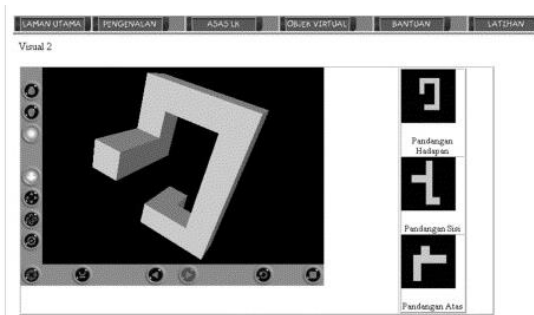 LAMAN UTAMA PENGENALAN ASAS LK OBJEK VIRTUAL BANTUAN LATIHAN
Visual 2
Pandangan
Hadapan
Pandangan Sisi
Pandangan Atas